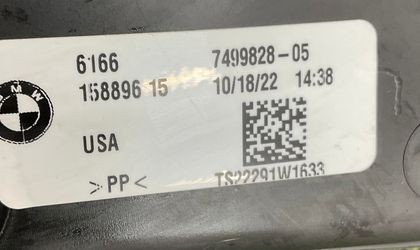 BMW
6166 7499828-05
158896 15 10/18/22 14:38
USA
>PP<
TS22291W1633